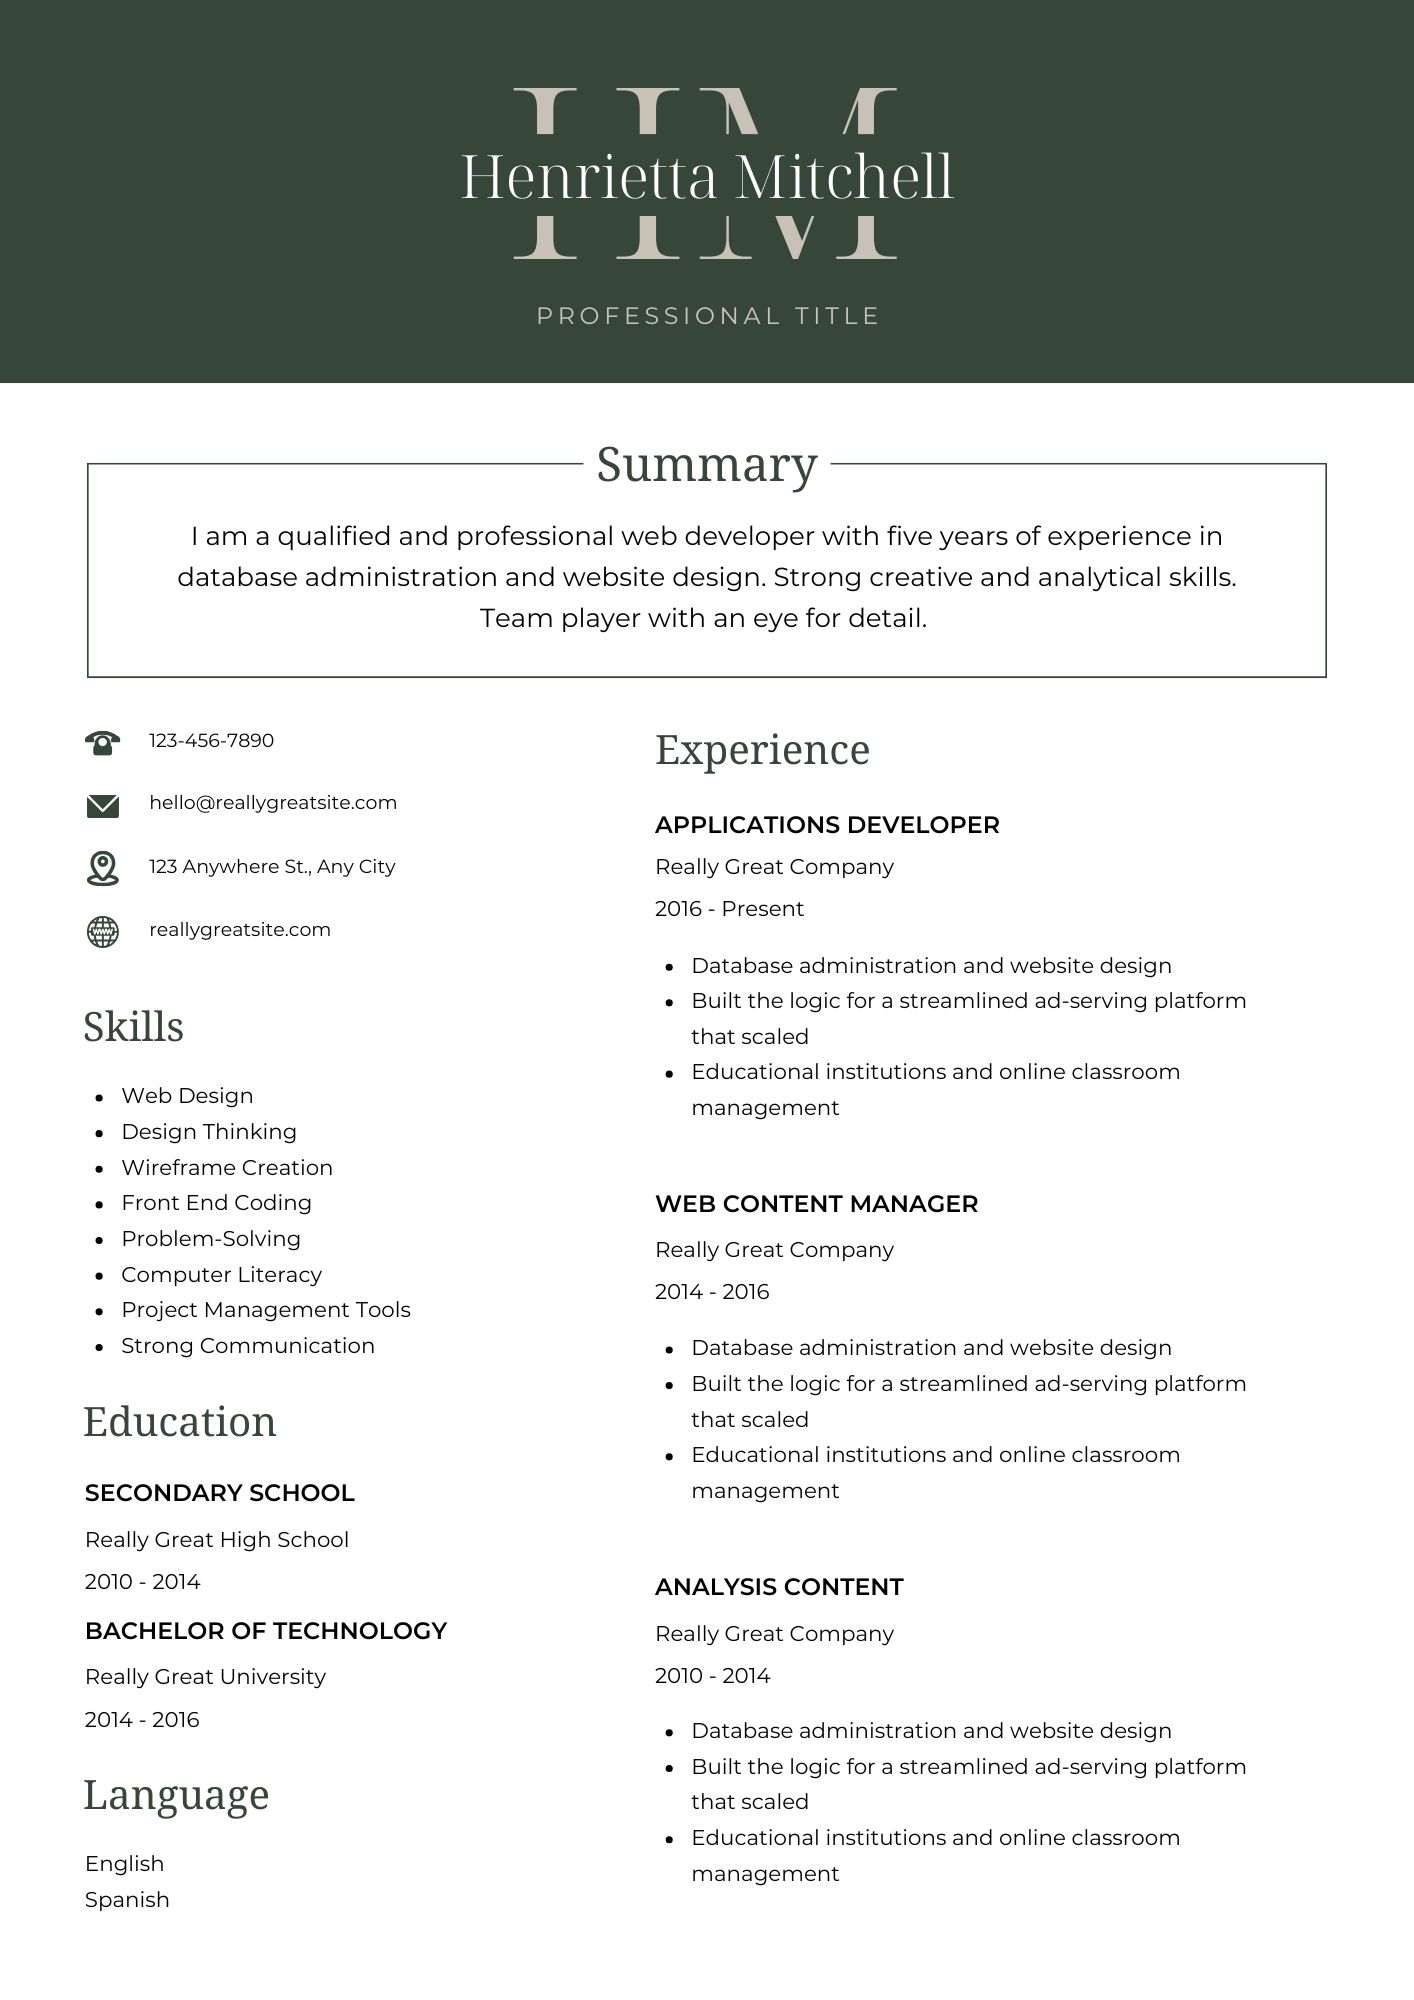 HM
Henrietta Mitchell
PROFESSIONAL TITLE
Summary
I am a qualified and professional web developer with five years of experience in
database administration and website design. Strong creative and analytical skills.
Team player with an eye for detail.
123-456-7890
hello@reallygreatsite.com
123 Anywhere St., Any City
reallygreatsite.com
Skills
• Web Design
• Design Thinking
• Wireframe Creation
• Front End Coding
• Problem-Solving
• Computer Literacy
• Project Management Tools
• Strong Communication
Education
SECONDARY SCHOOL
Really Great High School
2010 - 2014
BACHELOR OF TECHNOLOGY
Really Great University
2014 - 2016
Language
English
Spanish
Experience
APPLICATIONS DEVELOPER
Really Great Company
2016 - Present
• Database administration and website design
• Built the logic for a streamlined ad-serving platform
that scaled
• Educational institutions and online classroom
management
WEB CONTENT MANAGER
Really Great Company
2014 - 2016
• Database administration and website design
• Built the logic for a streamlined ad-serving platform
that scaled
• Educational institutions and online classroom
management
ANALYSIS CONTENT
Really Great Company
2010 - 2014
• Database administration and website design
• Built the logic for a streamlined ad-serving platform
that scaled
• Educational institutions and online classroom
management